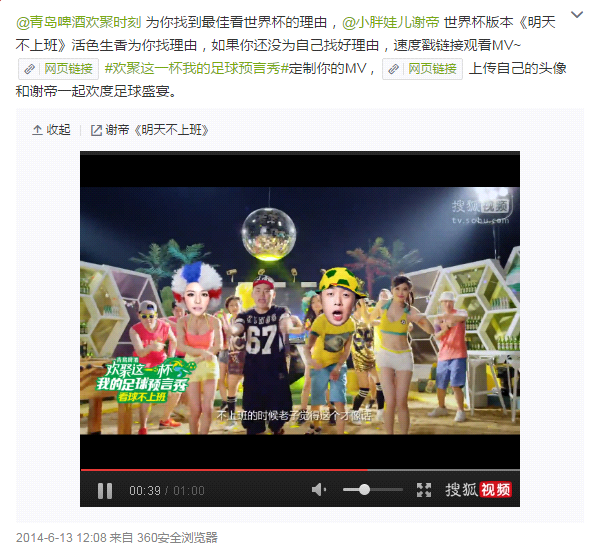 @青岛啤酒欢聚时刻 为你找到最佳看世界杯的理由，@小胖娃儿谢帝 世界杯版本《明天
不上班》活色生香为你找理由，如果你还没为自己找好理由，速度戳链接观看MV~
网页链接 #欢聚这一杯我的足球预言秀#定制你的MV， 网页链接 上传自己的头像
和谢帝一起欢度足球盛宴。
收起 谢帝《明天不上班》
搜狐视频
tv.sohu.com
67
青岛啤酒
欢聚这一杯
我的足球预言秀
看球不上班
不上班的时候老子觉得这个才像话
00:39 / 01:00 搜狐视频
2014-6-13 12:08 来自 360安全浏览器